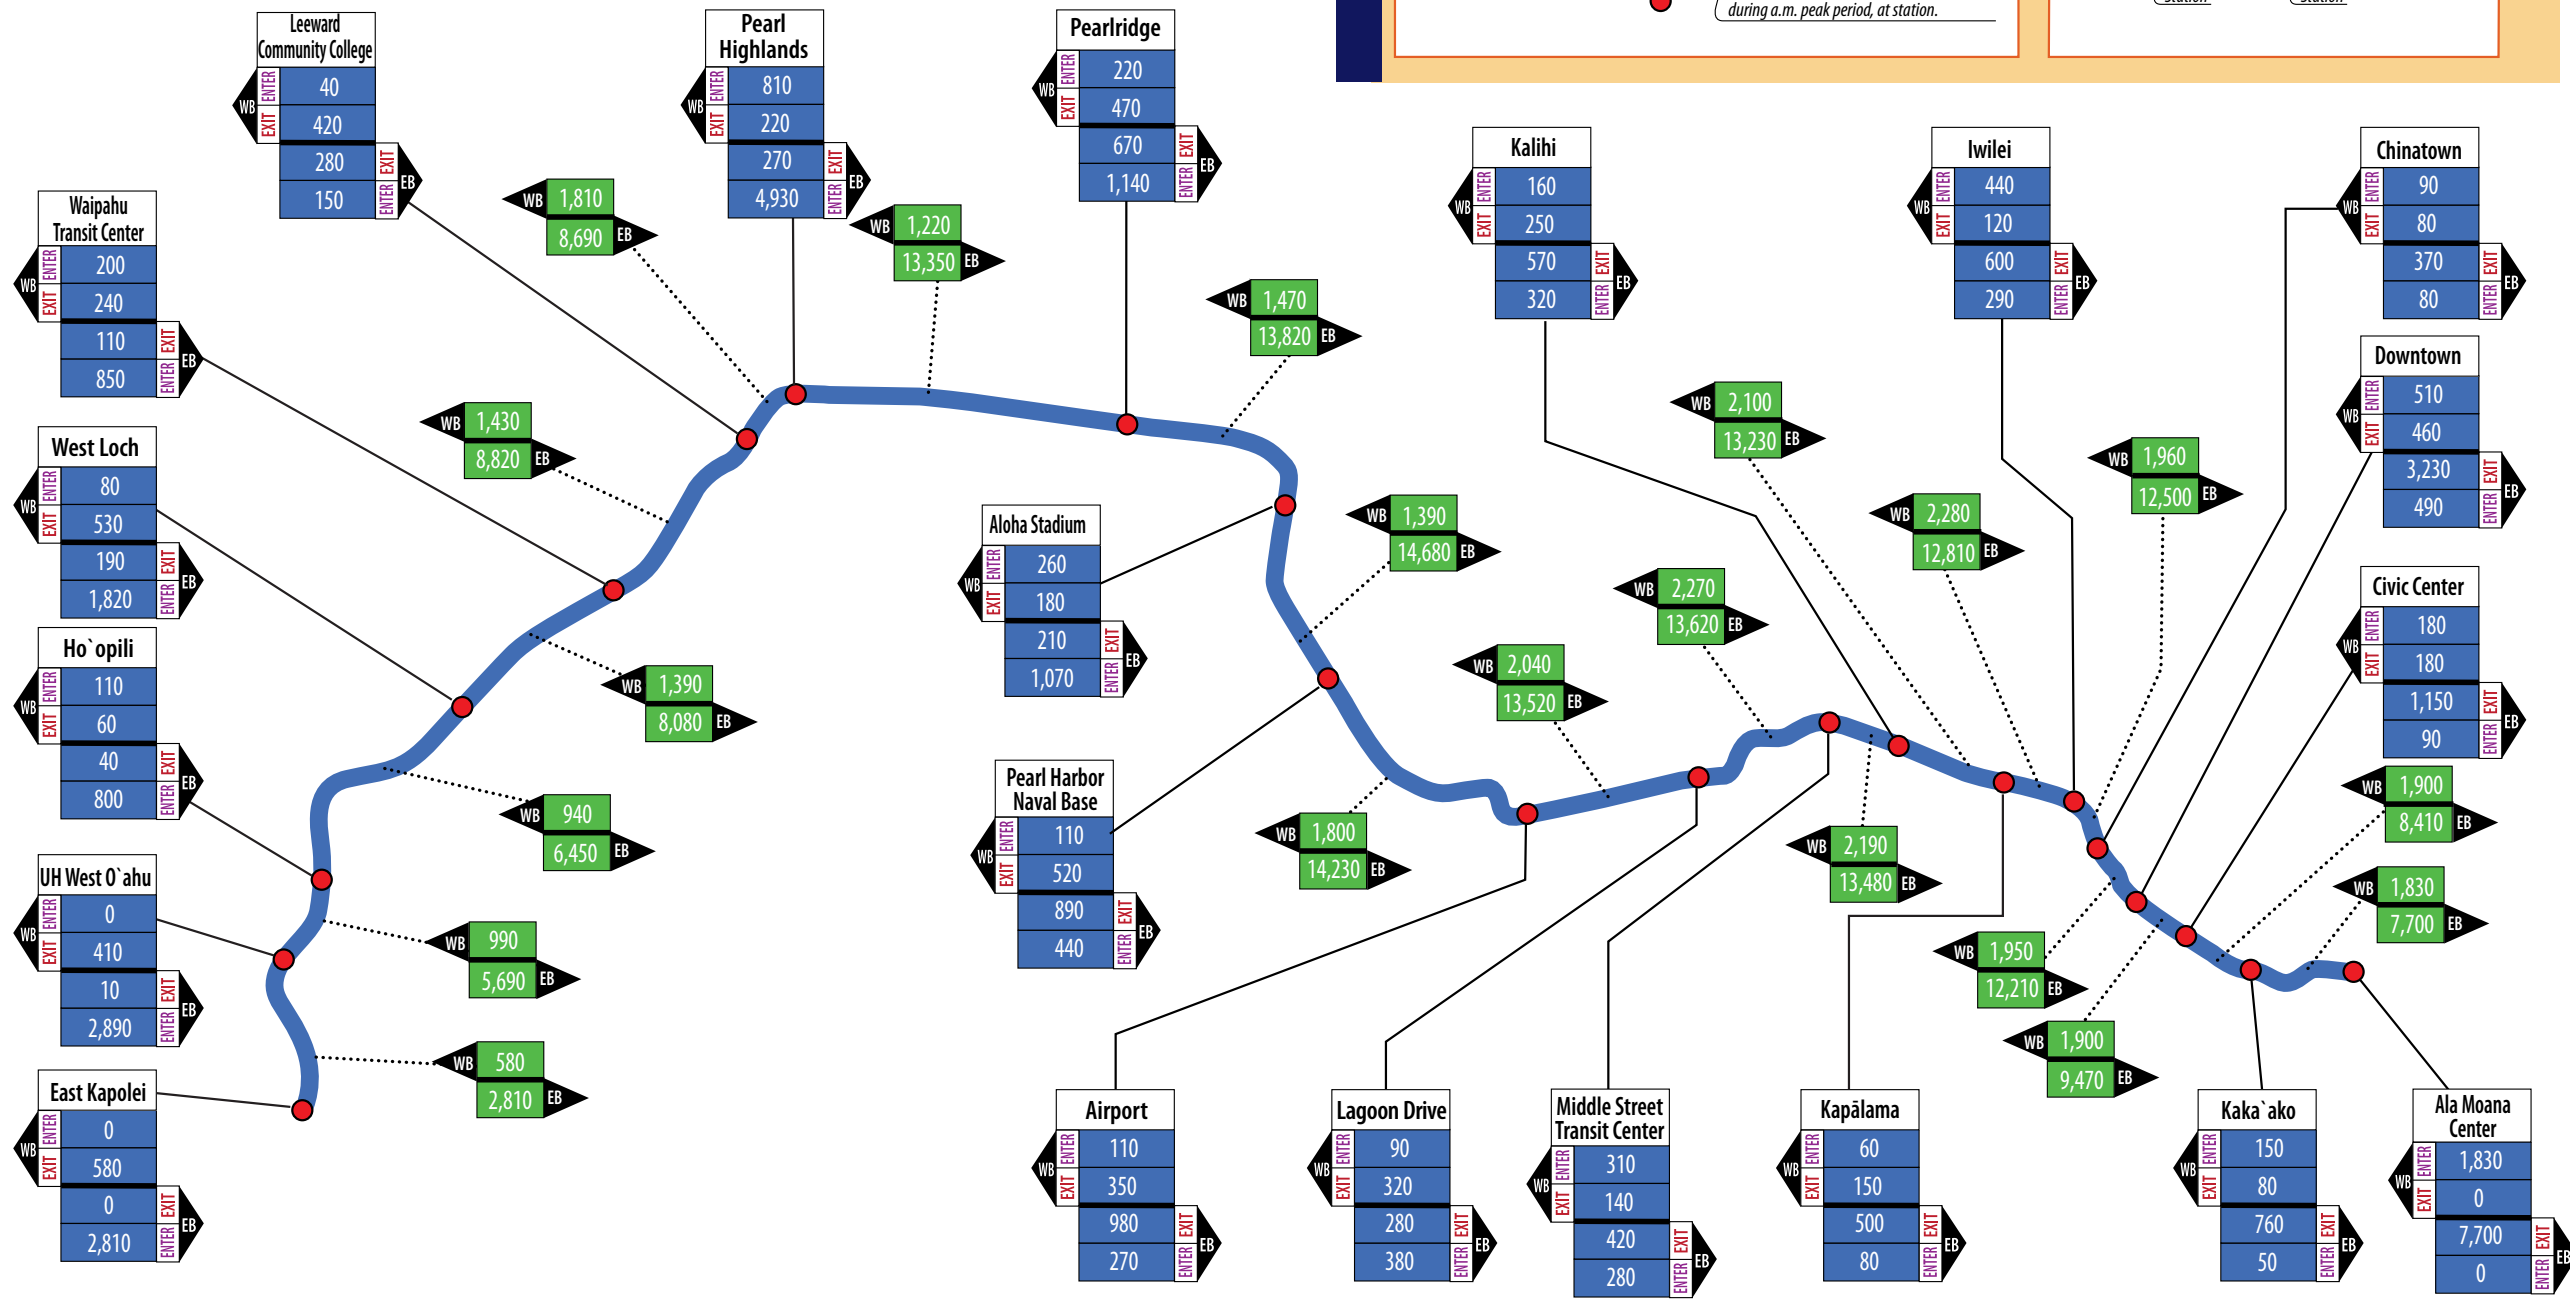 during a.m. peak period, at station.
Station
Station
Leeward
Community College
WB ENTER 40
EXIT 420
280 EXIT EB
150 ENTER
Pearl
Highlands
WB ENTER 810
EXIT 220
270 EXIT EB
4,930 ENTER
Pearlridge
WB ENTER 220
EXIT 470
670 EXIT EB
1,140 ENTER
Kalihi
WB ENTER 160
EXIT 250
570 EXIT EB
320 ENTER
Iwilei
WB ENTER 440
EXIT 120
600 EXIT EB
290 ENTER
Chinatown
WB ENTER 90
EXIT 80
370 EXIT EB
80 ENTER
Waipahu
Transit Center
WB ENTER 200
EXIT 240
110 EXIT EB
850 ENTER
WB 1,810
8,690 EB
WB 1,220
13,350 EB
WB 1,470
13,820 EB
Downtown
WB ENTER 510
EXIT 460
3,230 EXIT EB
490 ENTER
WB 1,430
8,820 EB
WB 2,100
13,230 EB
WB 1,960
12,500 EB
West Loch
WB ENTER 80
EXIT 530
190 EXIT EB
1,820 ENTER
Aloha Stadium
WB ENTER 260
EXIT 180
210 EXIT EB
1,070 ENTER
WB 1,390
14,680 EB
WB 2,280
12,810 EB
Civic Center
WB ENTER 180
EXIT 180
1,150 EXIT EB
90 ENTER
WB 2,270
13,620 EB
Ho`opili
WB ENTER 110
EXIT 60
40 EXIT EB
800 ENTER
WB 1,390
8,080 EB
WB 2,040
13,520 EB
Pearl Harbor
Naval Base
WB ENTER 110
EXIT 520
890 EXIT EB
440 ENTER
WB 940
6,450 EB
WB 1,800
14,230 EB
WB 2,190
13,480 EB
WB 1,900
8,410 EB
WB 1,830
7,700 EB
UH West O`ahu
WB ENTER 0
EXIT 410
10 EXIT EB
2,890 ENTER
WB 990
5,690 EB
WB 1,950
12,210 EB
WB 1,900
9,470 EB
WB 580
2,810 EB
East Kapolei
WB ENTER 0
EXIT 580
0 EXIT EB
2,810 ENTER
Airport
WB ENTER 110
EXIT 350
980 EXIT EB
270 ENTER
Lagoon Drive
WB ENTER 90
EXIT 320
280 EXIT EB
380 ENTER
Middle Street
Transit Center
WB ENTER 310
EXIT 140
420 EXIT EB
280 ENTER
Kapālama
WB ENTER 60
EXIT 150
500 EXIT EB
80 ENTER
Kaka`ako
WB ENTER 150
EXIT 80
760 EXIT EB
50 ENTER
Ala Moana
Center
WB ENTER 1,830
EXIT 0
7,700 EXIT EB
0 ENTER